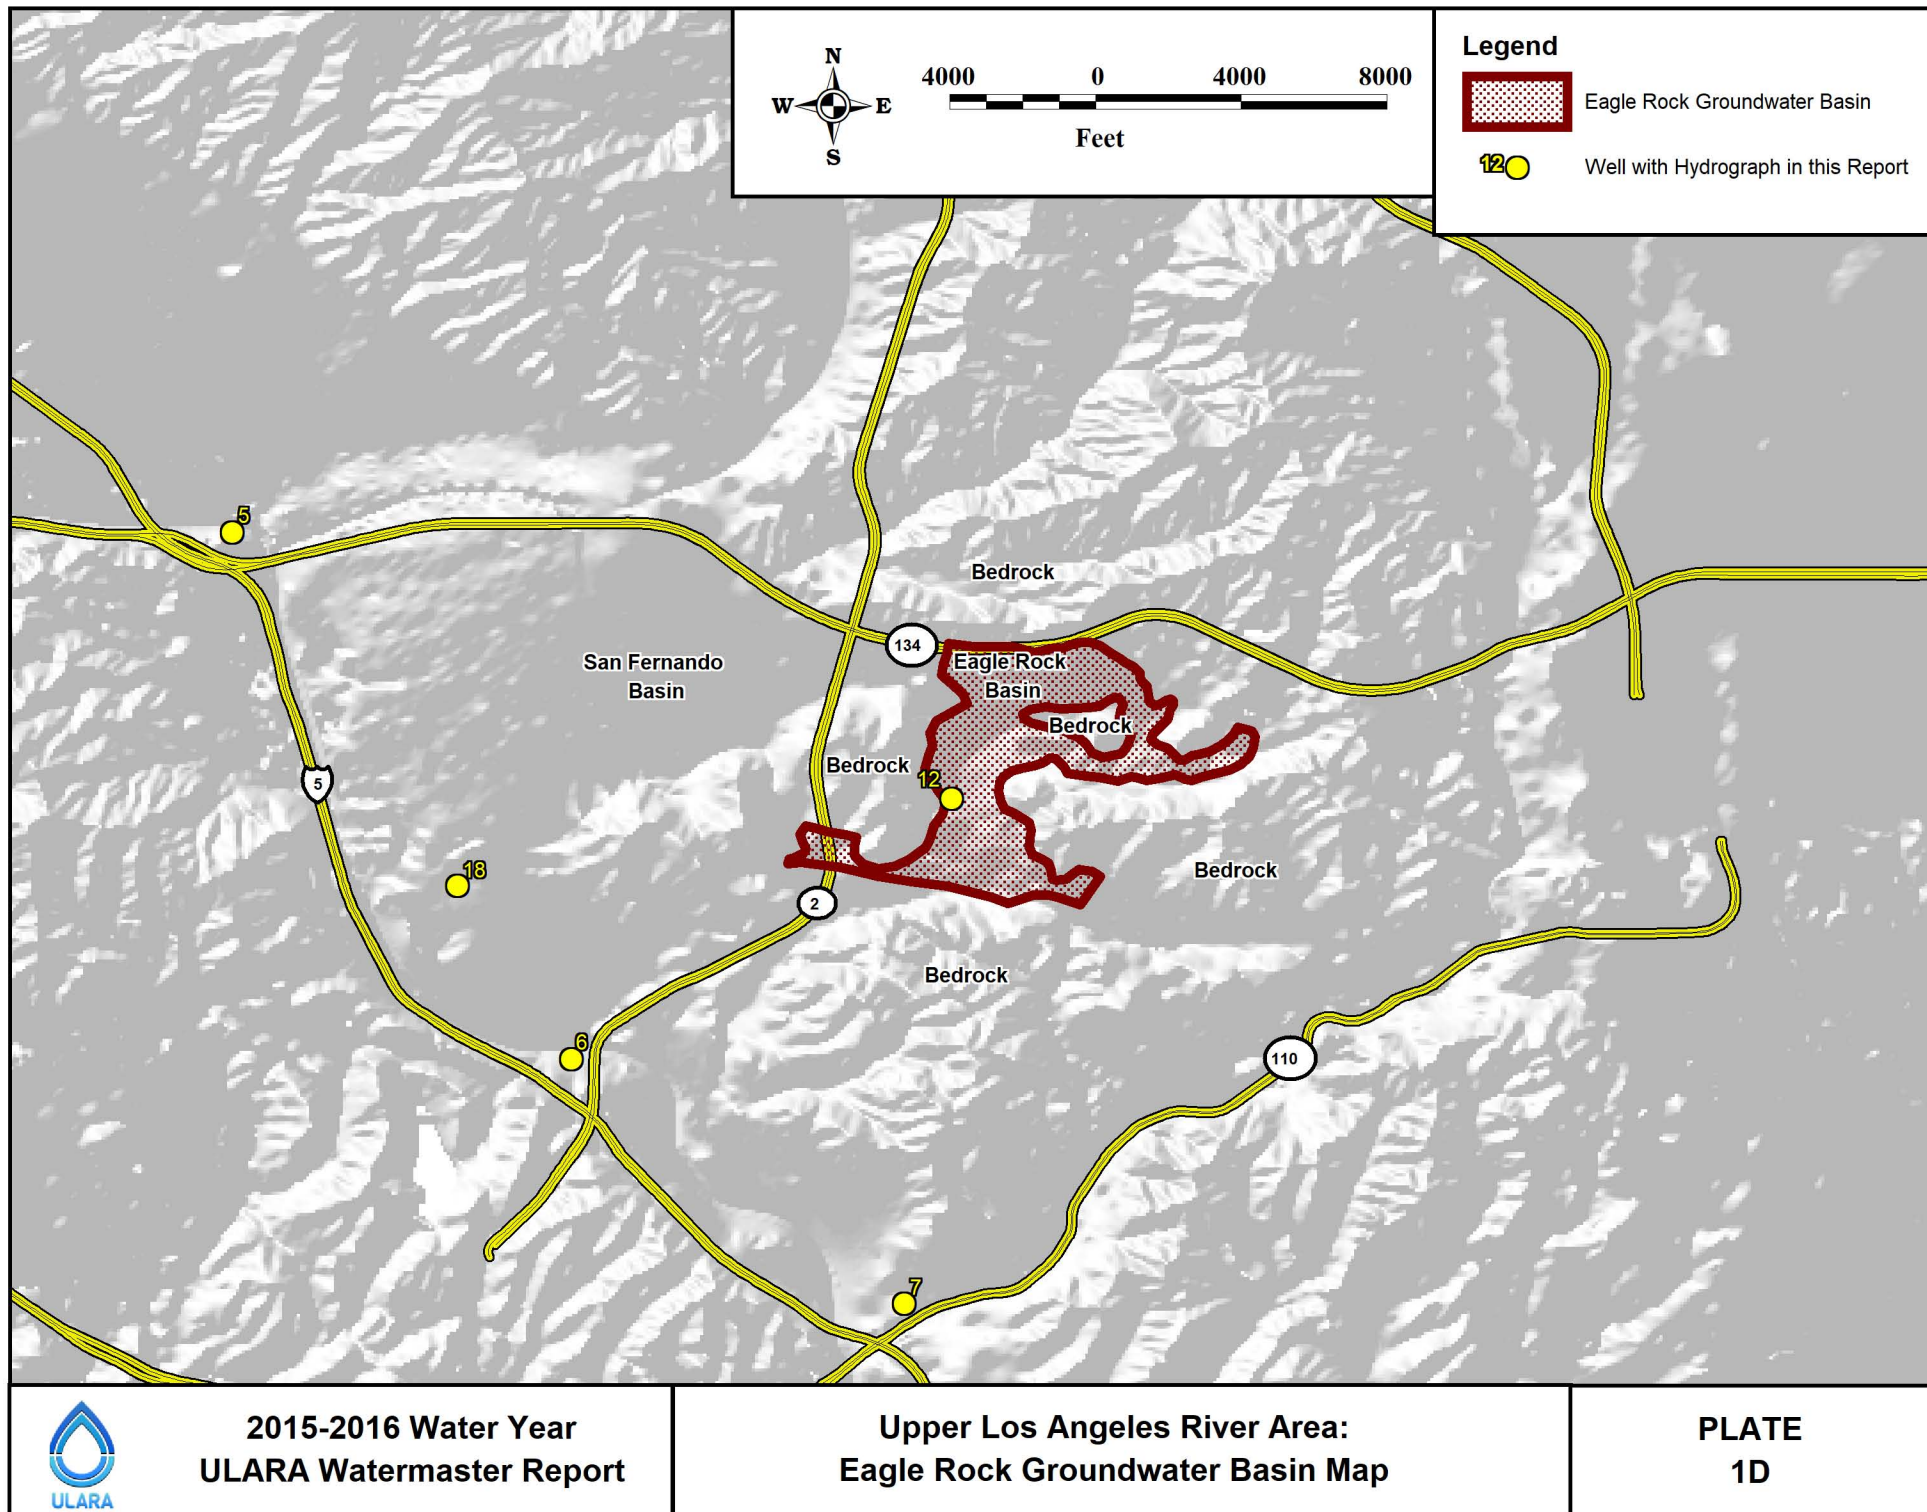 N
W E
S
4000 0 4000 8000
Feet
Legend
Eagle Rock Groundwater Basin
12
Well with Hydrograph in this Report
5
Bedrock
134
San Fernando
Basin
Eagle Rock
Basin
Bedrock
Bedrock
12
5
18
Bedrock
2
Bedrock
6
110
7
ULARA
2015-2016 Water Year
ULARA Watermaster Report
Upper Los Angeles River Area:
Eagle Rock Groundwater Basin Map
PLATE
1D